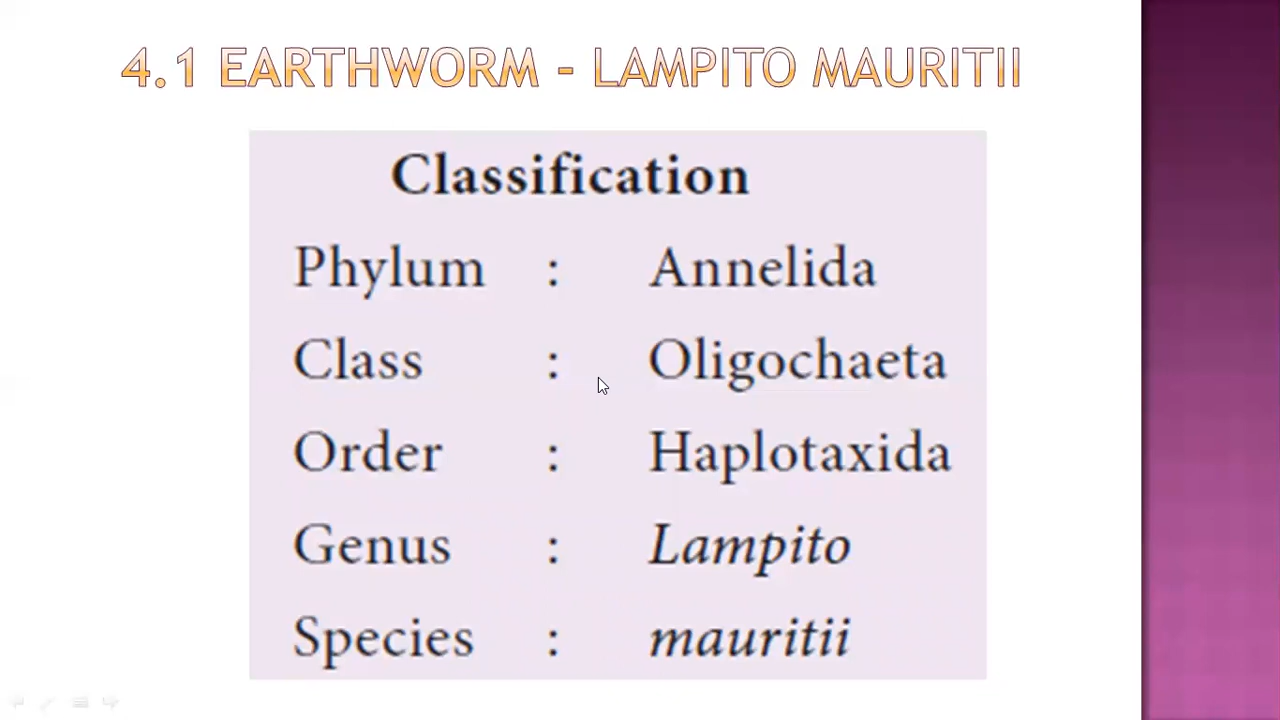 4.1 EARTHWORM - LAMPITO MAURITII
Classification
Phylum : Annelida
Class : Oligochaeta
Order : Haplotaxida
Genus : Lampito
Species : mauritii